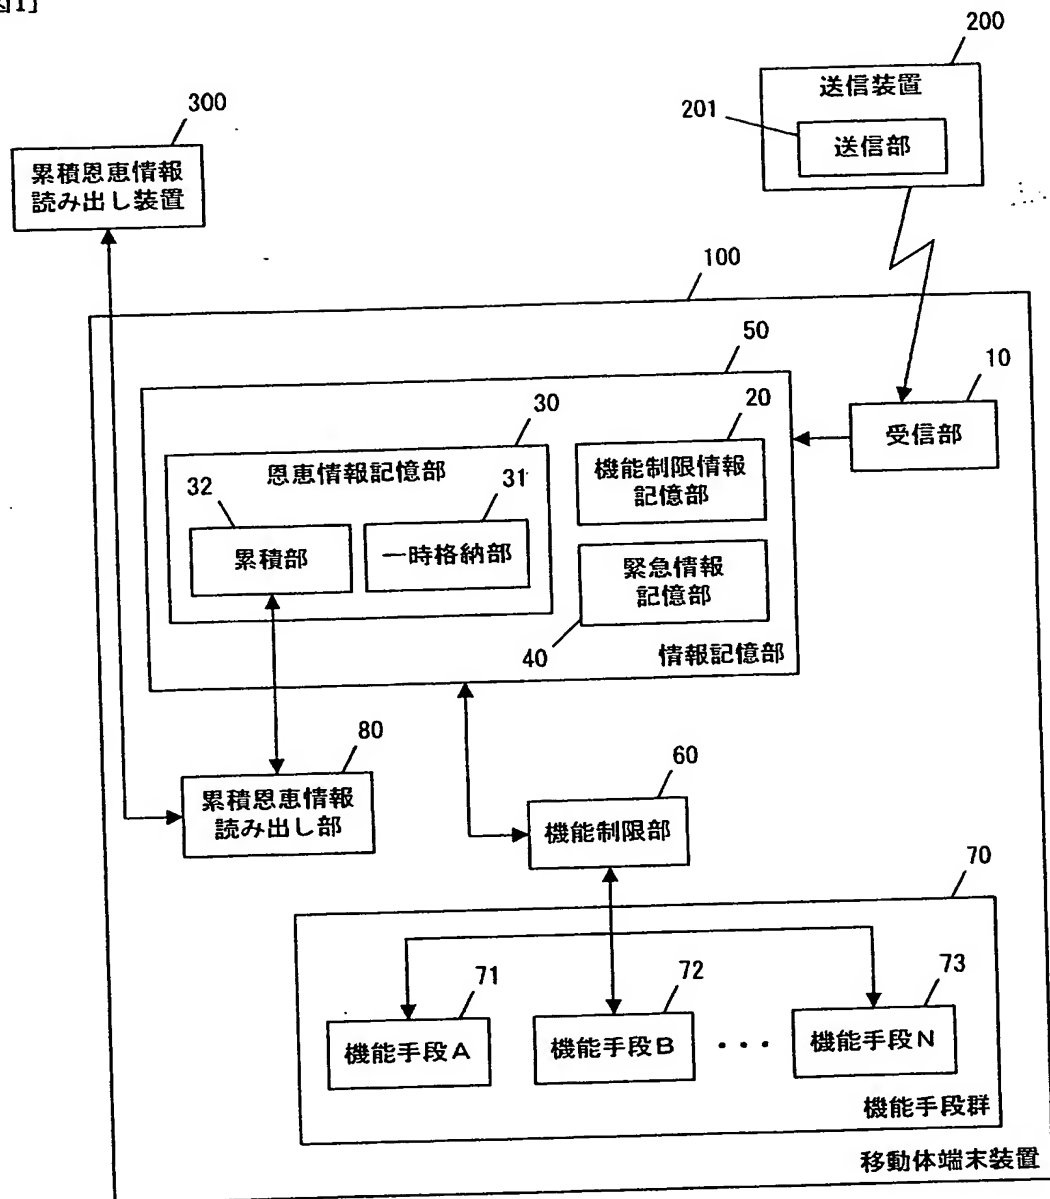 図1]
200
送信装置
201
送信部
300
累積恩恵情報
読み出し装置
100
50
10
受信部
30
20
恩恵情報記憶部
機能制限情報
記憶部
32
31
累積部
一時格納部
緊急情報
記憶部
40
情報記憶部
80
累積恩恵情報
読み出し部
60
機能制限部
70
71
72
73
機能手段A
機能手段B
・・・
機能手段N
機能手段群
移動体端末装置